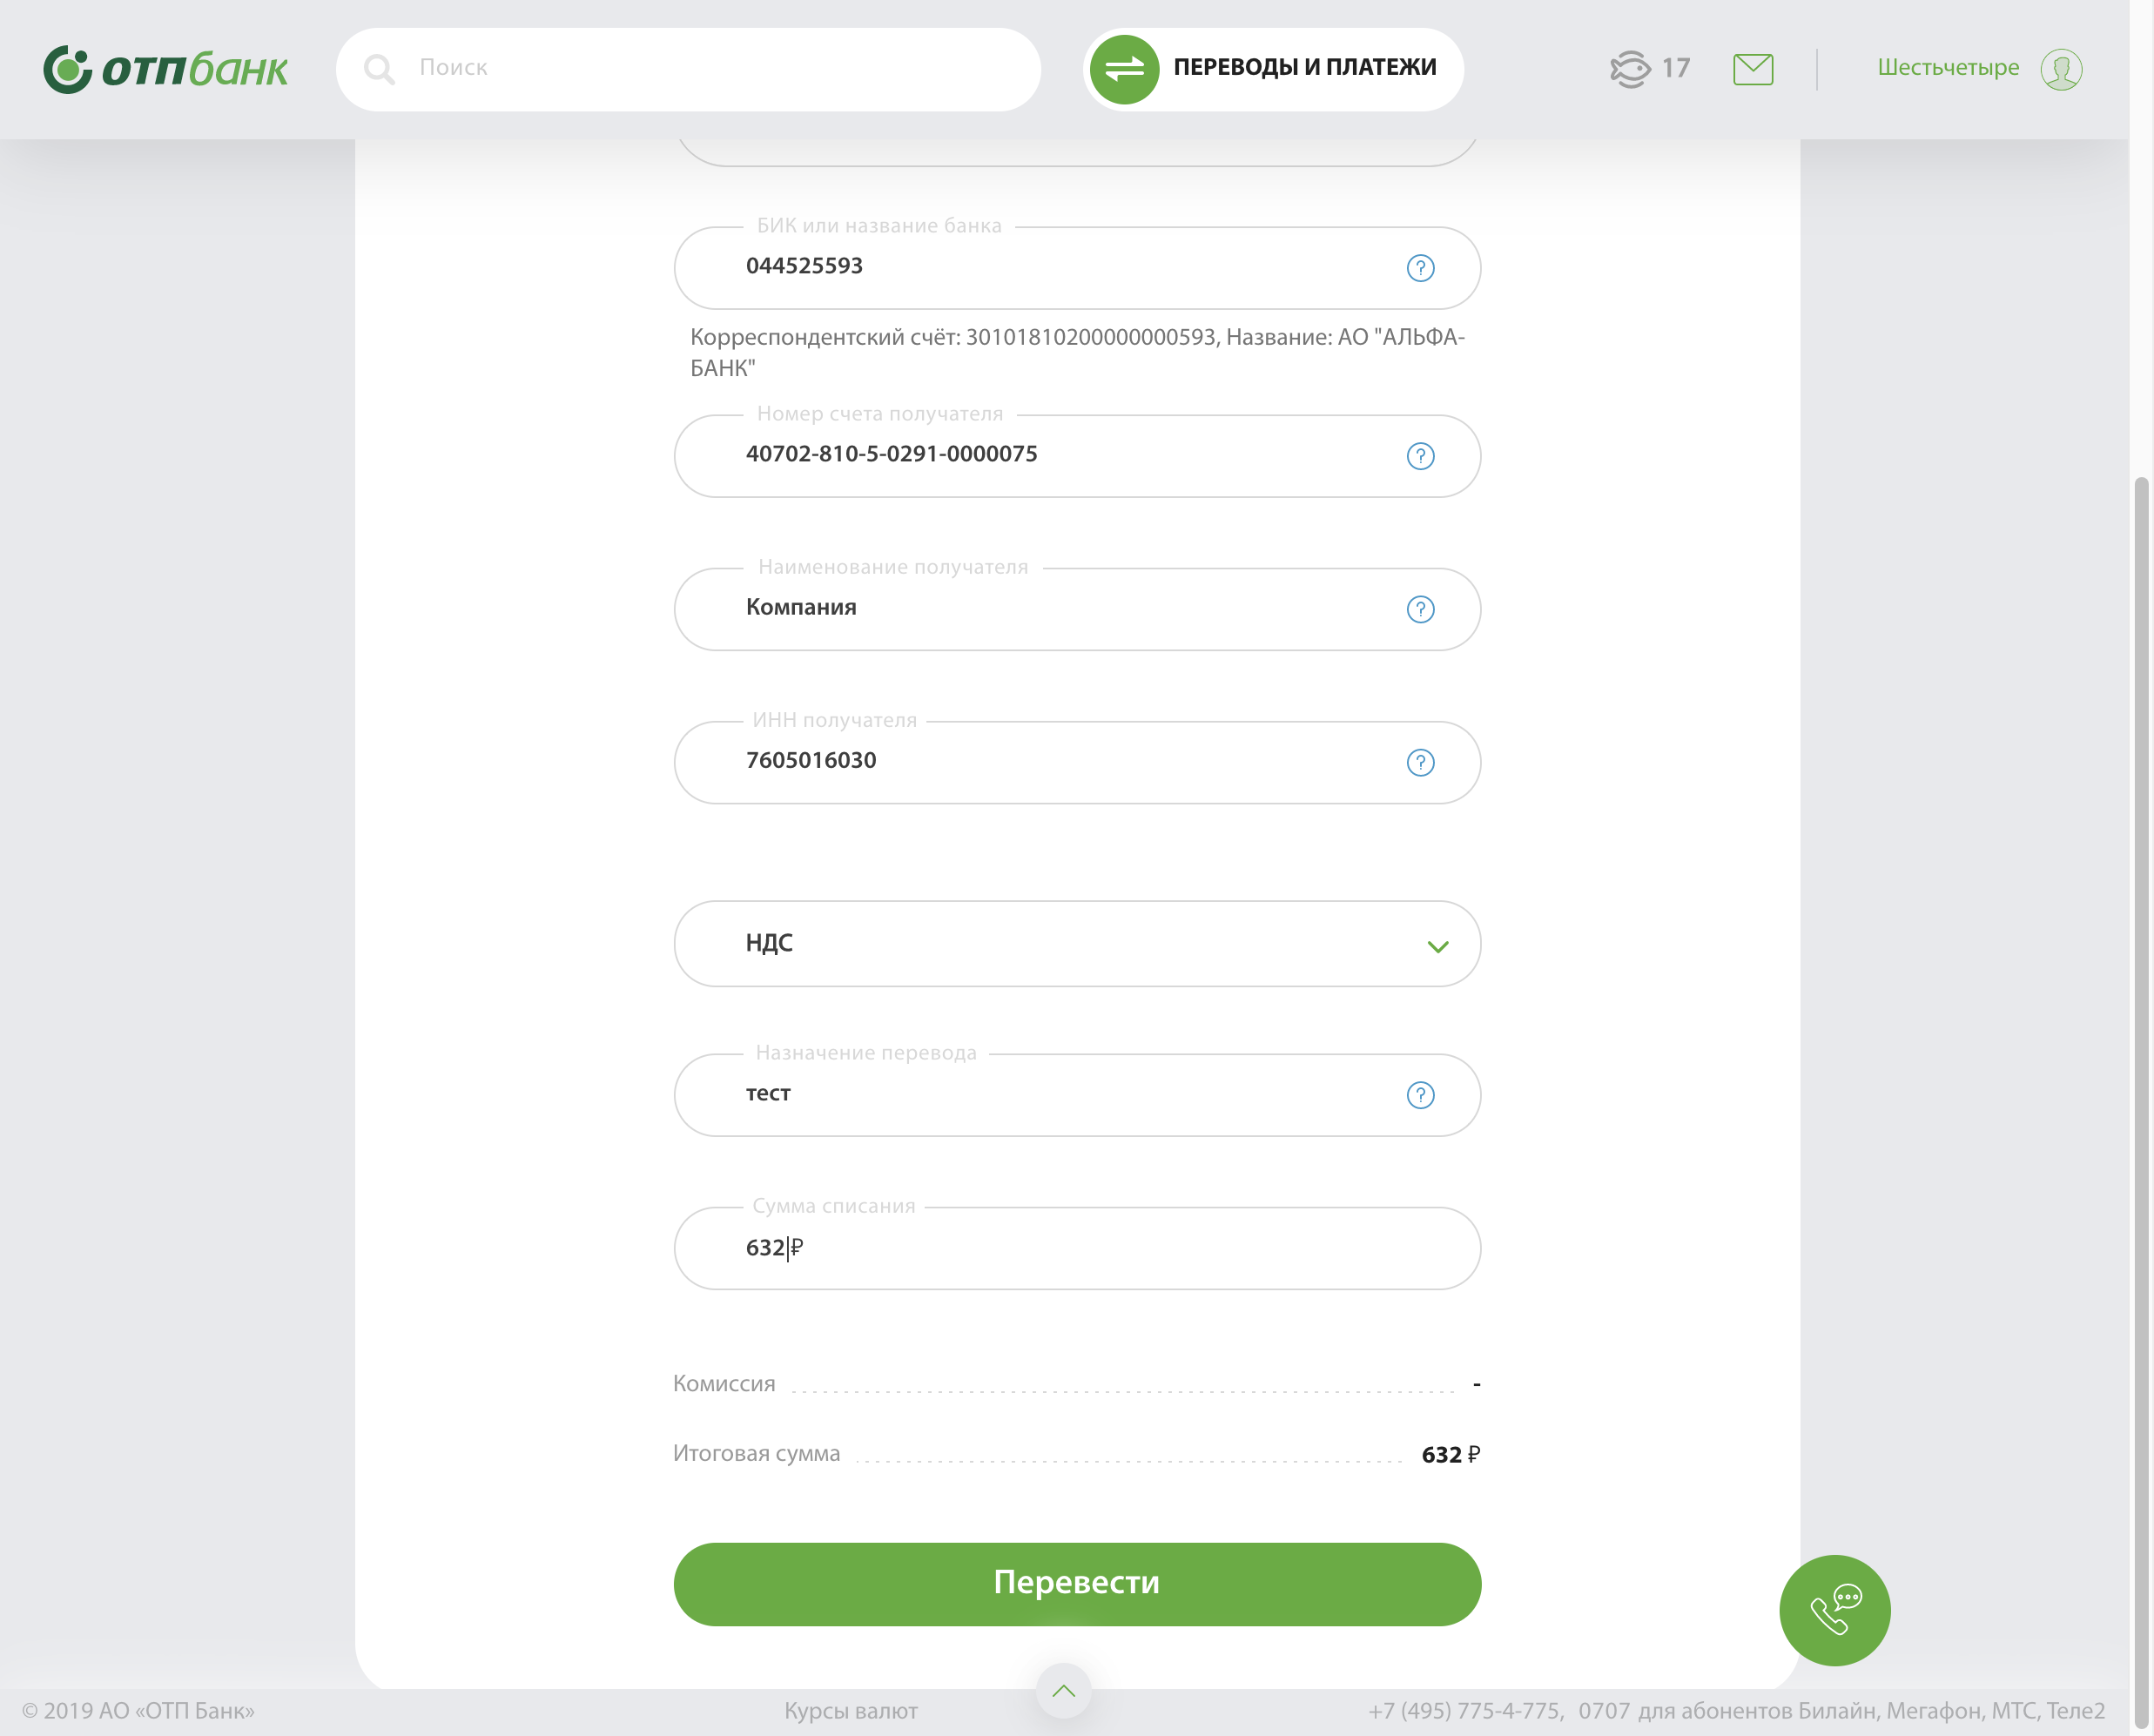 отпбанк
Поиск
ПЕРЕВОДЫ И ПЛАТЕЖИ
17
Шестьчетыре
БИК или название банка
044525593
?
Корреспондентский счёт: 30101810200000000593, Название: АО "АЛЬФА-
БАНК"
Номер счета получателя
40702-810-5-0291-0000075
?
Наименование получателя
Компания
?
ИНН получателя
7605016030
?
НДС
Назначение перевода
тест
?
Сумма списания
632 ₽
Комиссия -
Итоговая сумма 632 ₽
Перевести
© 2019 АО «ОТП Банк»
Курсы валют
+7 (495) 775-4-775, 0707 для абонентов Билайн, Мегафон, МТС, Теле2